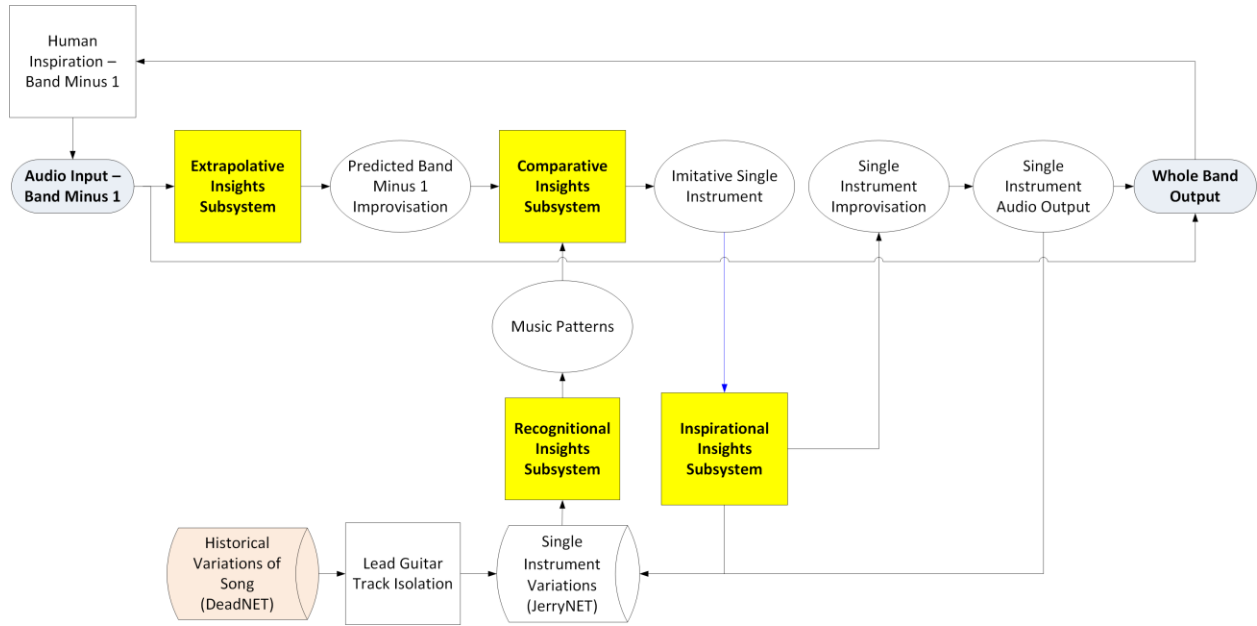 Human
Inspiration –
Band Minus 1
Audio Input –
Band Minus 1
Extrapolative
Insights
Subsystem
Predicted Band
Minus 1
Improvisation
Comparative
Insights
Subsystem
Imitative Single
Instrument
Single
Instrument
Improvisation
Single
Instrument
Audio Output
Whole Band
Output
Music Patterns
Recognitional
Insights
Subsystem
Inspirational
Insights
Subsystem
Historical
Variations of
Song
(DeadNET)
Lead Guitar
Track Isolation
Single
Instrument
Variations
(JerryNET)